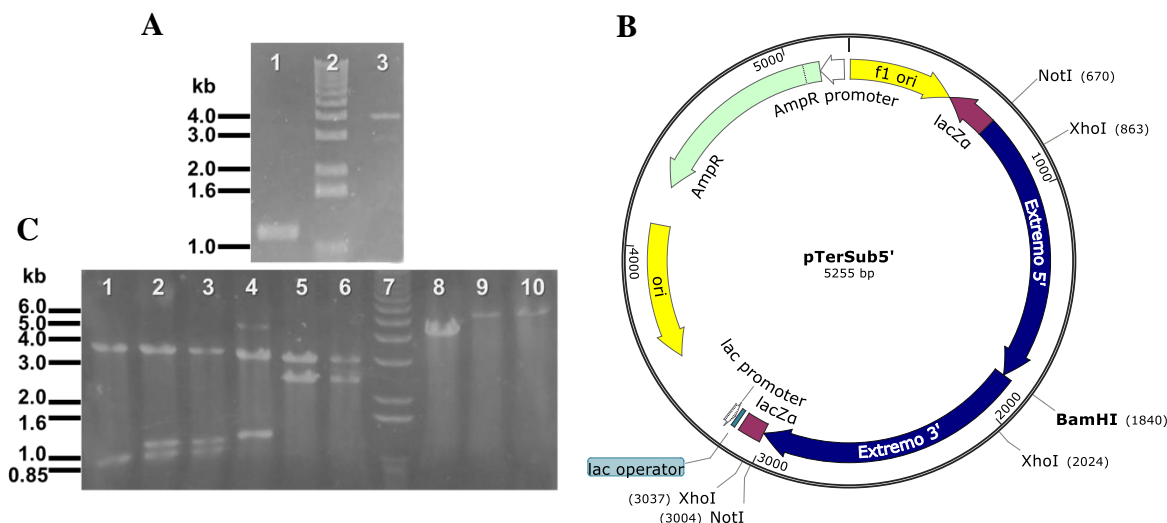 A
1 2 3
kb
4.0
3.0
2.0
1.6
1.0
B
5000
f1 ori
AmpR promoter
lacZα
NotI (670)
XhoI (863)
1000
AmpR
Extremo 5'
pTerSub5'
5255 bp
4000
ori
lac promoter
lacZα
2000
BamHI (1840)
Extremo 3'
XhoI (2024)
3000
lac operator
(3037) XhoI
(3004) NotI
C
kb
1 2 3 4 5 6 7 8 9 10
6.0
5.0
4.0
3.0
2.0
1.6
1.0
0.85